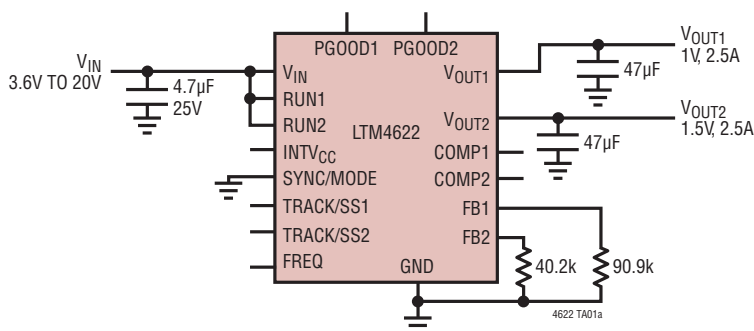 PGOOD1 PGOOD2
VIN
3.6V TO 20V
4.7µF
25V
VIN
RUN1
RUN2
INTVCC
SYNC/MODE
TRACK/SS1
TRACK/SS2
FREQ
LTM4622
GND
VOUT1
VOUT2
COMP1
COMP2
FB1
FB2
47µF
VOUT1
1V, 2.5A
47µF
VOUT2
1.5V, 2.5A
40.2k
90.9k
4622 TA01a